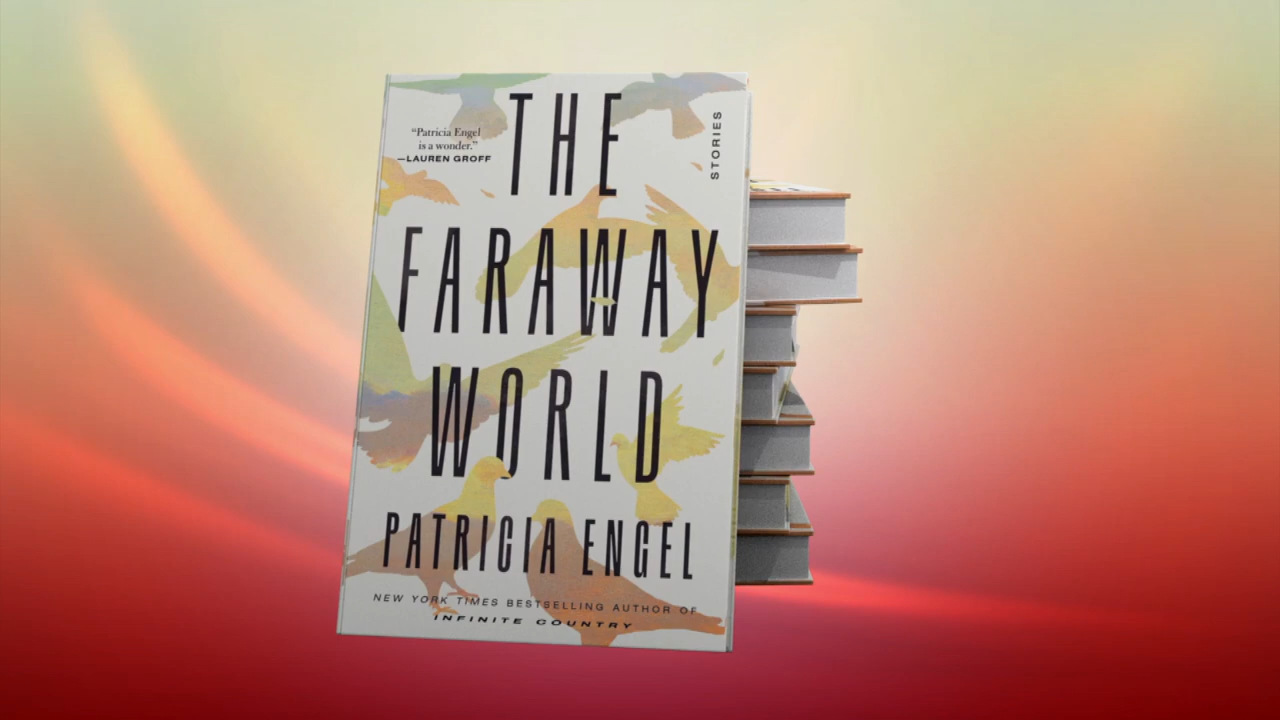 THE
FARAWAY
WORLD
STORIES
“Patricia Engel
is a wonder.”
—LAUREN GROFF
PATRICIA ENGEL
NEW YORK TIMES BESTSELLING AUTHOR OF
INFINITE COUNTRY